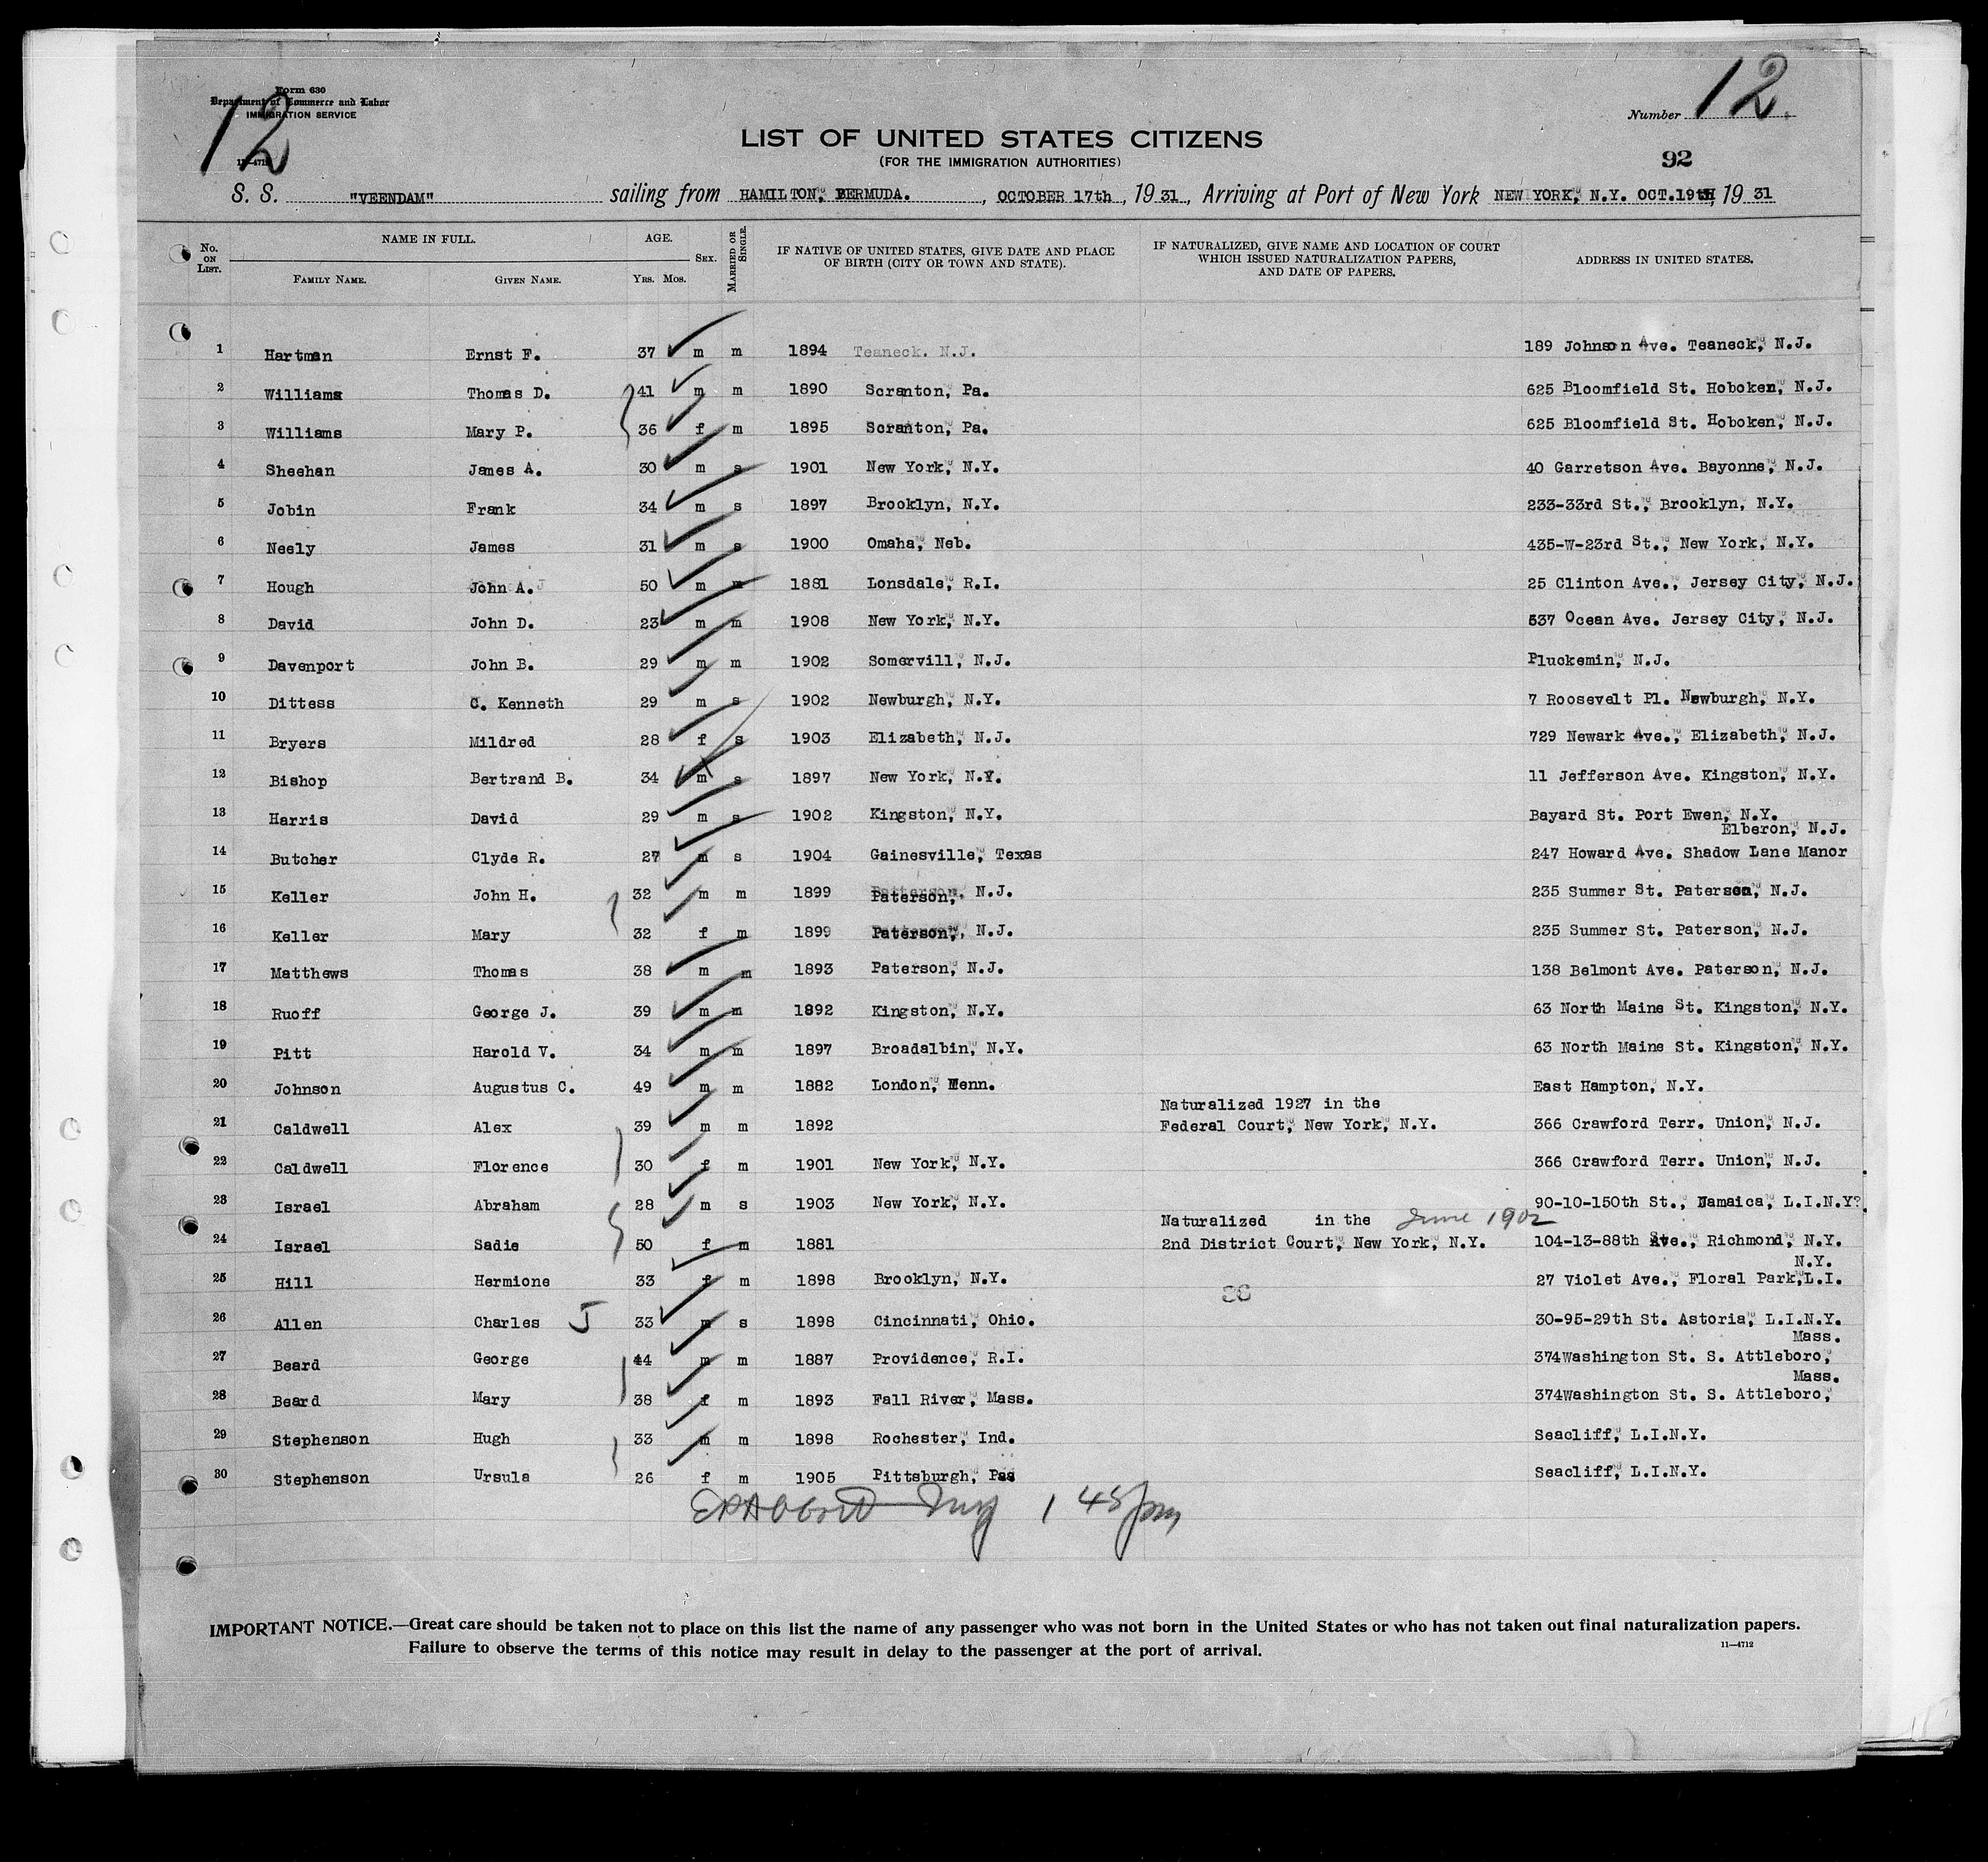 Form 630
Department of Commerce and Labor
IMMIGRATION SERVICE
12
11-4712
Number 12
LIST OF UNITED STATES CITIZENS
(FOR THE IMMIGRATION AUTHORITIES)
92
S. S. "VEENDAM" sailing from HAMILTON, BERMUDA. , OCTOBER 17th , 19 31 , Arriving at Port of New York NEW YORK, N.Y. OCT.19tH, 19 31
No. ON LIST. NAME IN FULL. FAMILY NAME. GIVEN NAME. AGE. YRS. MOS. SEX. MARRIED OR SINGLE. IF NATIVE OF UNITED STATES, GIVE DATE AND PLACE OF BIRTH (CITY OR TOWN AND STATE). IF NATURALIZED, GIVE NAME AND LOCATION OF COURT WHICH ISSUED NATURALIZATION PAPERS, AND DATE OF PAPERS. ADDRESS IN UNITED STATES.
1 Hartman Ernst F. 37 m m 1894 Teaneck. N.J. 189 Johnson Ave. Teaneck, N.J.
2 Williams Thomas D. 41 m m 1890 Scranton, Pa. 625 Bloomfield St. Hoboken, N.J.
3 Williams Mary P. 36 f m 1895 Scranton, Pa. 625 Bloomfield St. Hoboken, N.J.
4 Sheehan James A. 30 m s 1901 New York, N.Y. 40 Garretson Ave. Bayonne, N.J.
5 Jobin Frank 34 m s 1897 Brooklyn, N.Y. 233-33rd St., Brooklyn, N.Y.
6 Neely James 31 m s 1900 Omaha, Neb. 435-W-23rd St., New York, N.Y.
7 Hough John A. 50 m m 1881 Lonsdale, R.I. 25 Clinton Ave., Jersey City, N.J.
8 David John D. 23 m m 1908 New York, N.Y. 537 Ocean Ave. Jersey City, N.J.
9 Davenport John B. 29 m m 1902 Somervill, N.J. Pluckemin, N.J.
10 Dittess C. Kenneth 29 m s 1902 Newburgh, N.Y. 7 Roosevelt Pl. Newburgh, N.Y.
11 Bryers Mildred 28 f s 1903 Elizabeth, N.J. 729 Newark Ave., Elizabeth, N.J.
12 Bishop Bertrand B. 34 m s 1897 New York, N.Y. 11 Jefferson Ave. Kingston, N.Y.
13 Harris David 29 m s 1902 Kingston, N.Y. Bayard St. Port Ewen, N.Y.
Elberon, N.J.
14 Butcher Clyde R. 27 m s 1904 Gainesville, Texas 247 Howard Ave. Shadow Lane Manor
15 Keller John H. 32 m m 1899 Paterson, N.J. 235 Summer St. Paterson, N.J.
16 Keller Mary 32 f m 1899 Paterson, N.J. 235 Summer St. Paterson, N.J.
17 Matthews Thomas 38 m m 1893 Paterson, N.J. 138 Belmont Ave. Paterson, N.J.
18 Ruoff George J. 39 m m 1892 Kingston, N.Y. 63 North Maine St. Kingston, N.Y.
19 Pitt Harold V. 34 m m 1897 Broadalbin, N.Y. 63 North Maine St. Kingston, N.Y.
20 Johnson Augustus C. 49 m m 1882 London, Tenn. East Hampton, N.Y.
Naturalized 1927 in the
21 Caldwell Alex 39 m m 1892 Federal Court, New York, N.Y. 366 Crawford Terr. Union, N.J.
22 Caldwell Florence 30 f m 1901 New York, N.Y. 366 Crawford Terr. Union, N.J.
23 Israel Abraham 28 m s 1903 New York, N.Y. 90-10-150th St., Jamaica, L.I.N.Y.
Naturalized in the June 1902
24 Israel Sadie 50 f m 1881 2nd District Court, New York, N.Y. 104-13-88th Ave., Richmond, N.Y.
N.Y.
25 Hill Hermione 33 f m 1898 Brooklyn, N.Y. 27 Violet Ave., Floral Park, L.I.
26 Allen Charles J 33 m s 1898 Cincinnati, Ohio. 30-95-29th St. Astoria, L.I.N.Y.
Mass.
27 Beard George 44 m m 1887 Providence, R.I. 374Washington St. S. Attleboro,
Mass.
28 Beard Mary 38 f m 1893 Fall River, Mass. 374Washington St. S. Attleboro,
29 Stephenson Hugh 33 m m 1898 Rochester, Ind. Seacliff, L.I.N.Y.
30 Stephenson Ursula 26 f m 1905 Pittsburgh, Pa. Seacliff, L.I.N.Y.
1 45 pm
IMPORTANT NOTICE.—Great care should be taken not to place on this list the name of any passenger who was not born in the United States or who has not taken out final naturalization papers.
Failure to observe the terms of this notice may result in delay to the passenger at the port of arrival.
11—4712